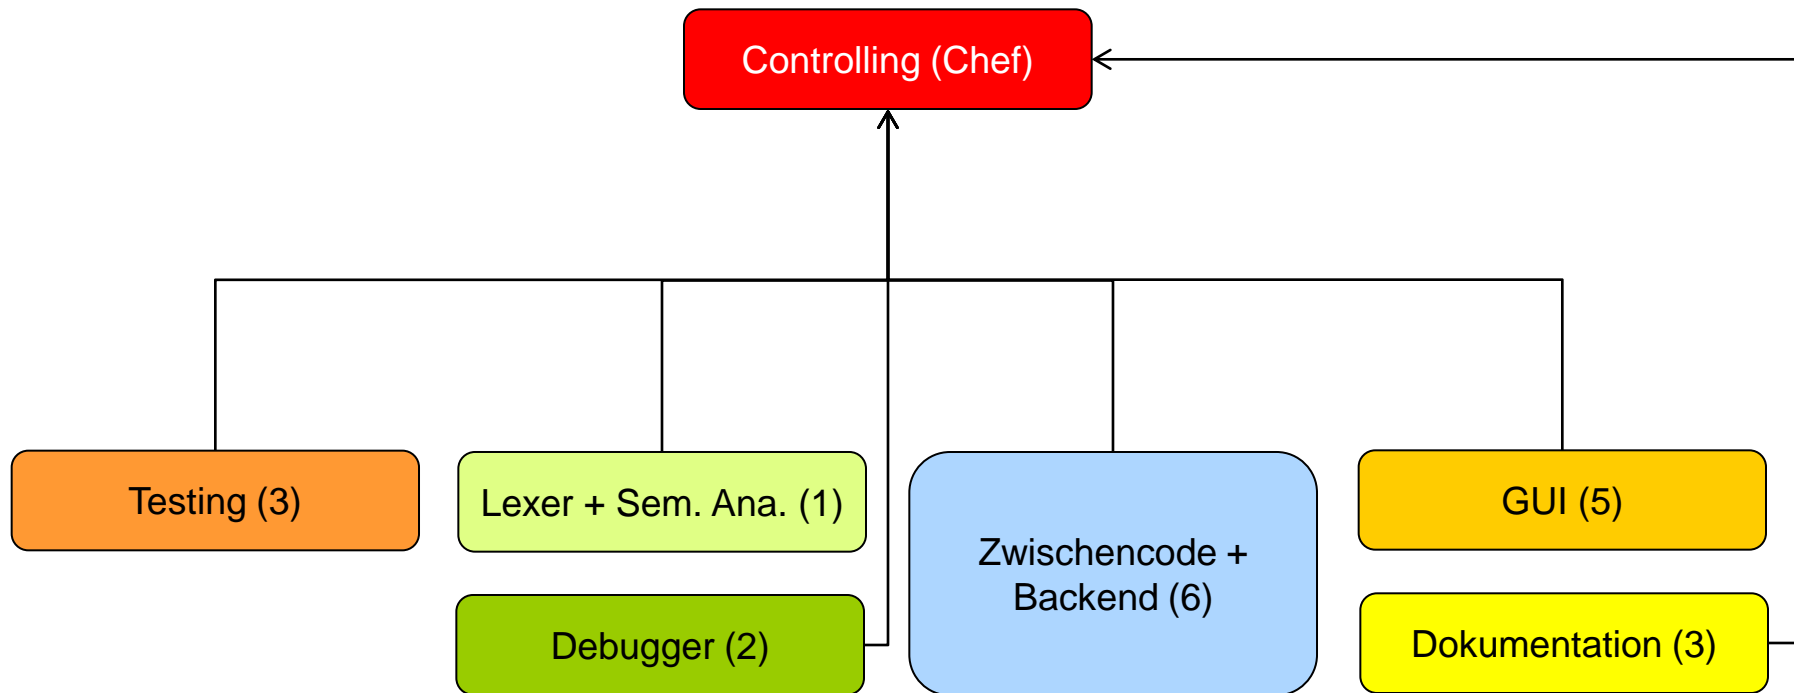 Controlling (Chef)
Testing (3)
Lexer + Sem. Ana. (1)
Zwischencode +
Backend (6)
GUI (5)
Debugger (2)
Dokumentation (3)